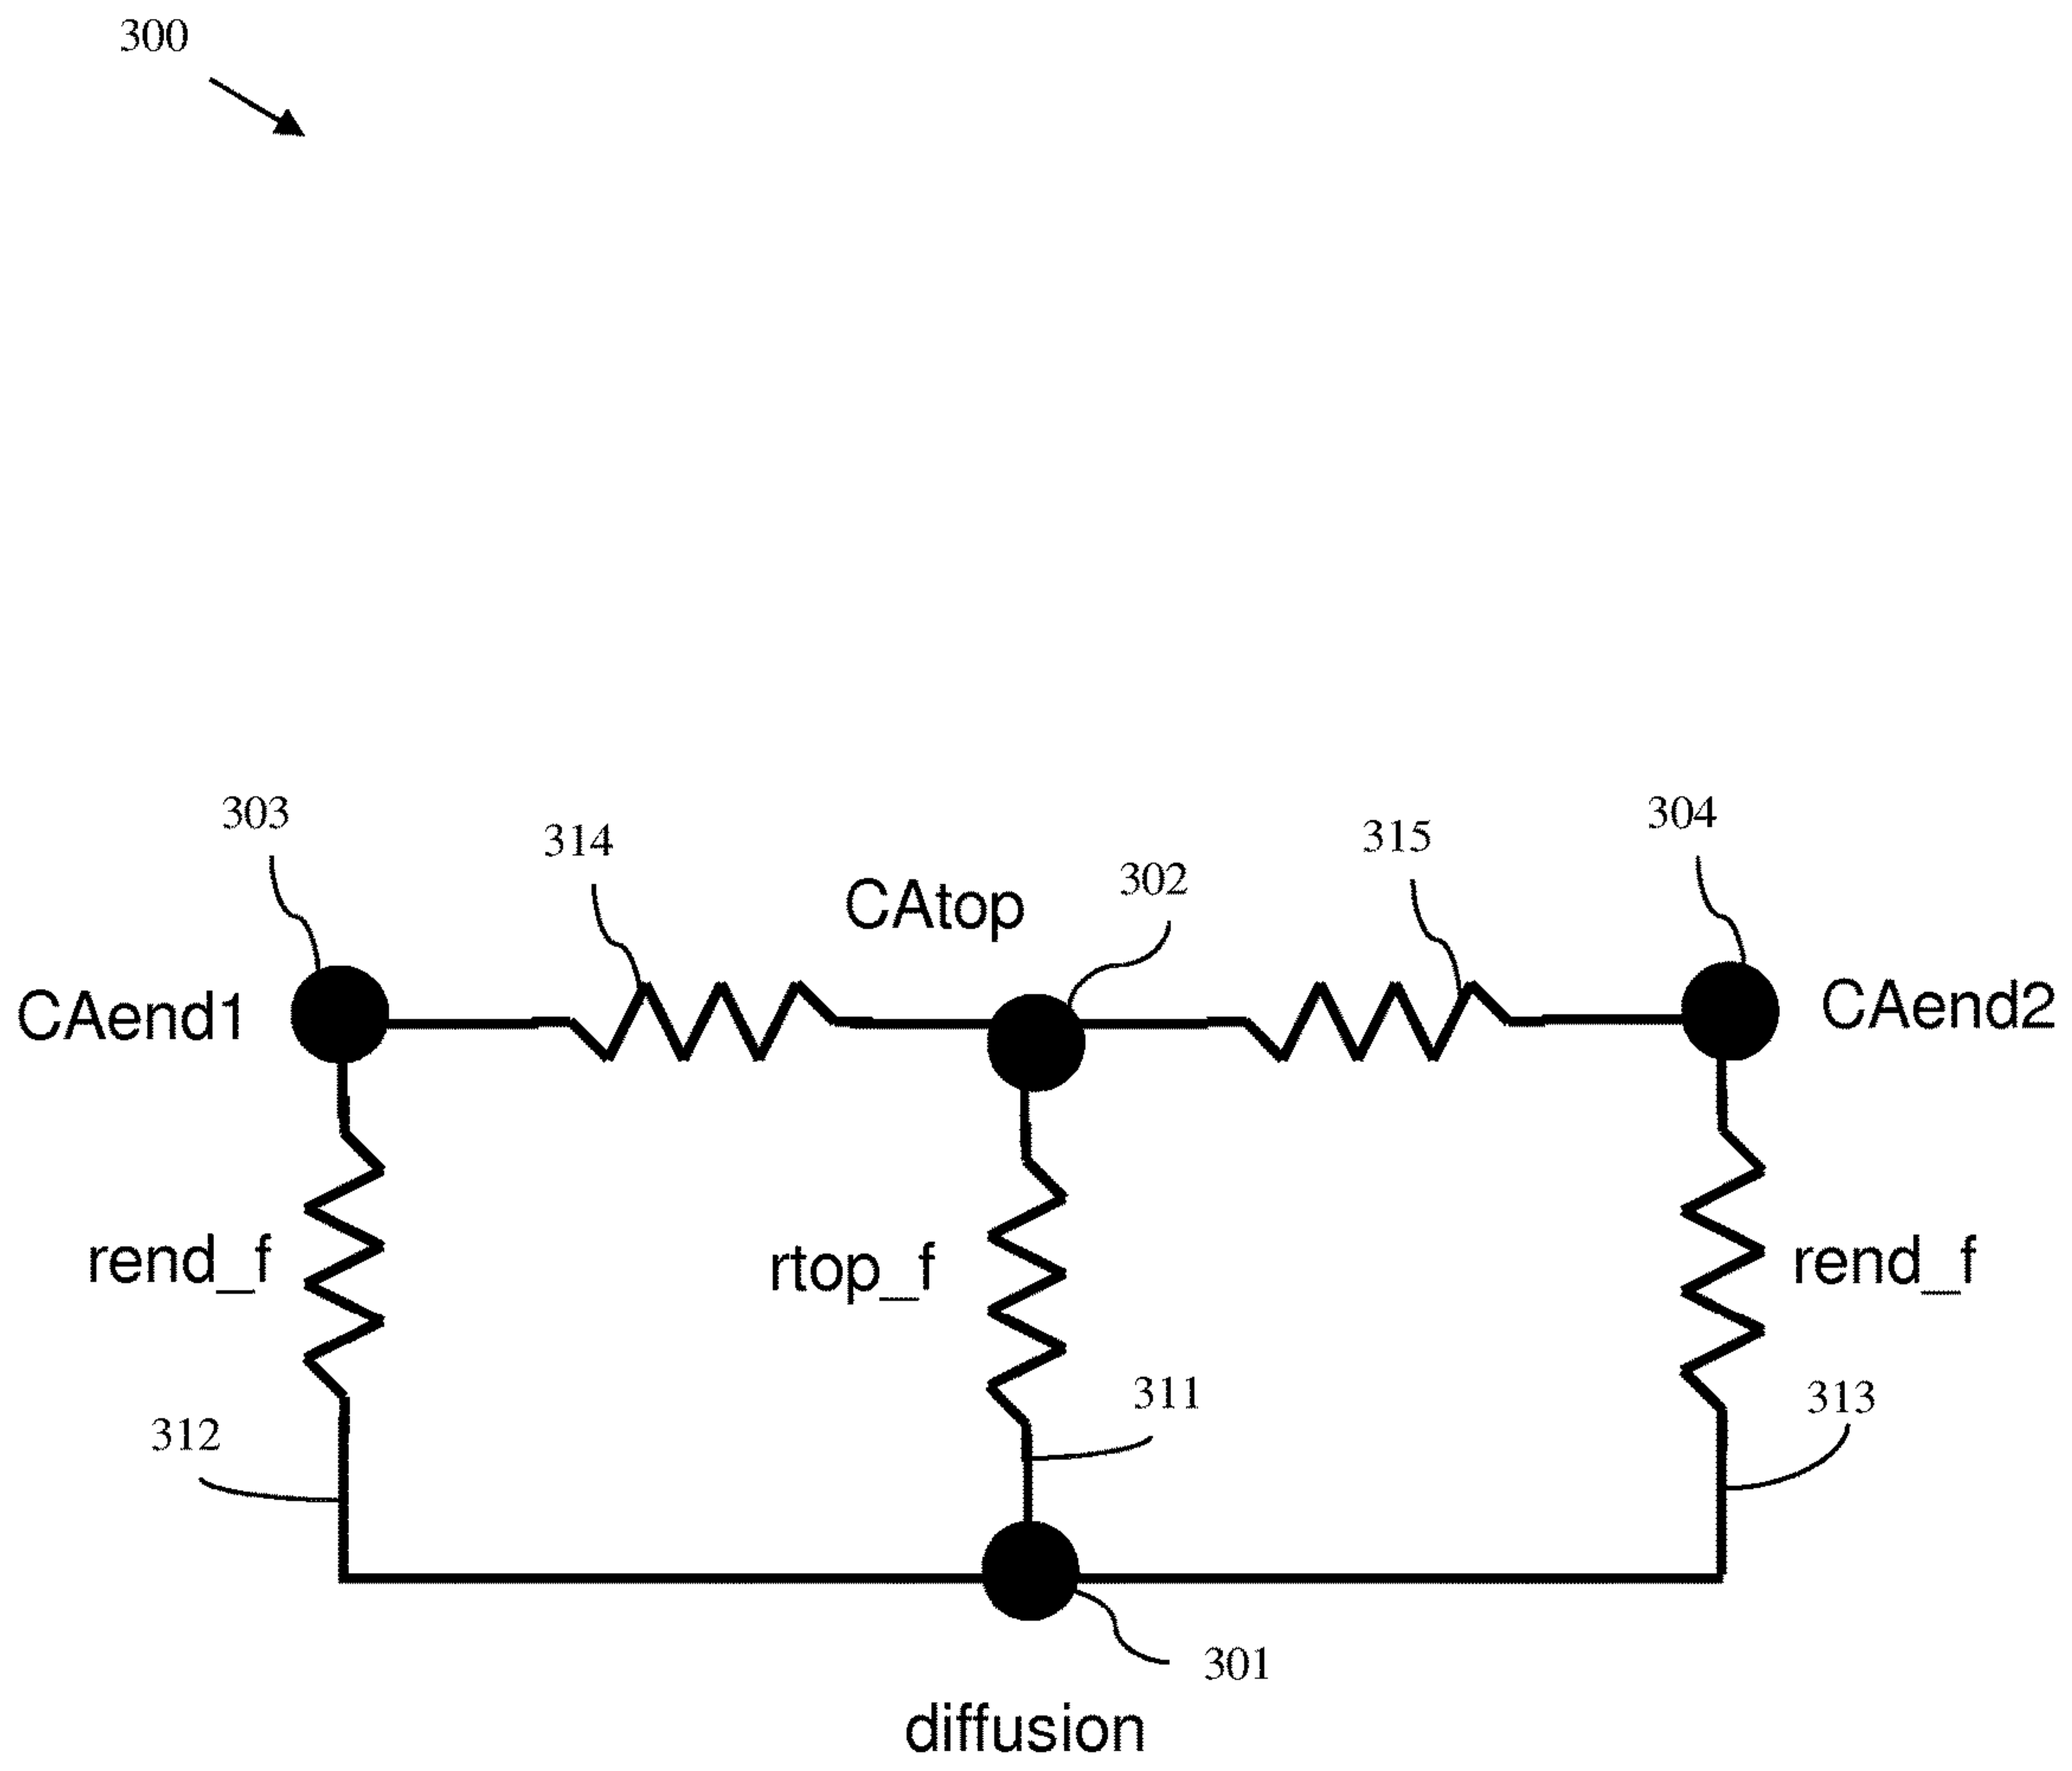 300
303
314
315
304
302
CAtop
CAend1
CAend2
rend_f
rtop_f
rend_f
311
313
312
301
diffusion